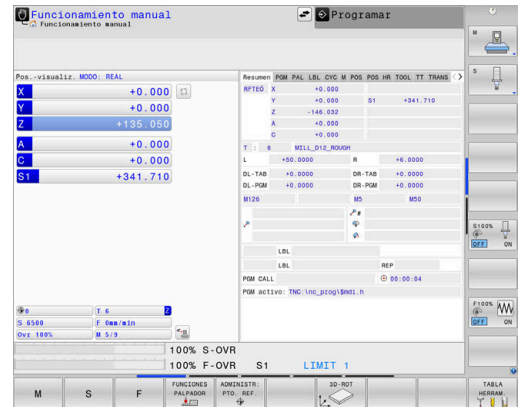 Funcionamiento manual
Funcionamiento manual
Programar
Pos.-visualiz. MODO: REAL
X +0.000
Y +0.000
Z +135.050
A +0.000
C +0.000
S1 +341.710
0 T 6 Z
S 6500 F 0mm/min
Ovr 100% M 5/9
Resumen PGM PAL LBL CYC M POS POS HR TOOL TT TRANS
RFTEÓ X +0.000
Y +0.000 S1 +341.710
Z -146.032
A +0.000
C +0.000
T : 6 MILL_D12_ROUGH
L +50.0000 R +6.0000
DL-TAB +0.0000 DR-TAB +0.0000
DL-PGM +0.0000 DR-PGM +0.0000
M126 M5 M50
#
LBL
LBL REP
PGM CALL 00:00:04
PGM activo: TNC:\nc_prog\$mdi.h
100% S-OVR
100% F-OVR S1 LIMIT 1
M
S
F
FUNCIONES
PALPADOR
ADMINISTR:
PTO. REF.
3D-ROT
TABLA
HERRAM.
M
S
S100%
OFF ON
F100%
OFF ON